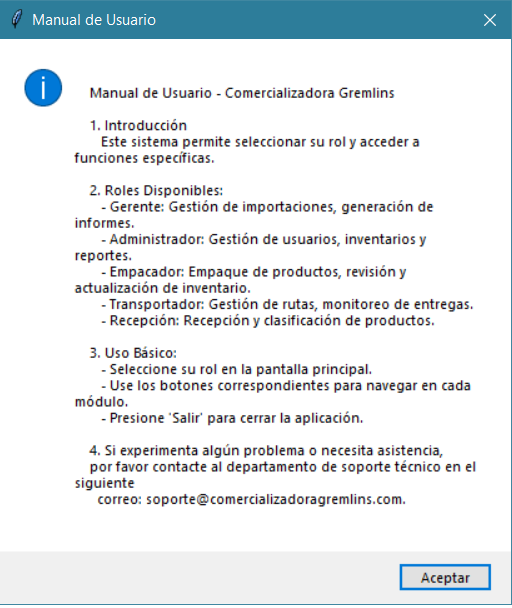 Manual de Usuario
Manual de Usuario - Comercializadora Gremlins
1. Introducción
Este sistema permite seleccionar su rol y acceder a
funciones específicas.
2. Roles Disponibles:
- Gerente: Gestión de importaciones, generación de
informes.
- Administrador: Gestión de usuarios, inventarios y
reportes.
- Empacador: Empaque de productos, revisión y
actualización de inventario.
- Transportador: Gestión de rutas, monitoreo de entregas.
- Recepción: Recepción y clasificación de productos.
3. Uso Básico:
- Seleccione su rol en la pantalla principal.
- Use los botones correspondientes para navegar en cada
módulo.
- Presione 'Salir' para cerrar la aplicación.
4. Si experimenta algún problema o necesita asistencia,
por favor contacte al departamento de soporte técnico en el
siguiente
correo: soporte@comercializadoragremlins.com.
Aceptar